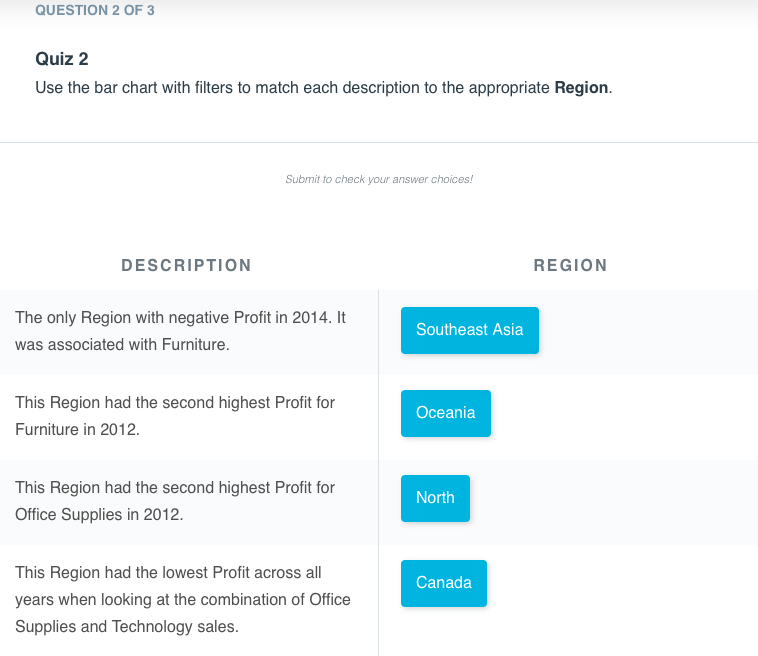 QUESTION 2 OF 3
Quiz 2
Use the bar chart with filters to match each description to the appropriate Region.
Submit to check your answer choices!
DESCRIPTION
REGION
The only Region with negative Profit in 2014. It
was associated with Furniture.
Southeast Asia
This Region had the second highest Profit for
Furniture in 2012.
Oceania
This Region had the second highest Profit for
Office Supplies in 2012.
North
This Region had the lowest Profit across all
years when looking at the combination of Office
Supplies and Technology sales.
Canada